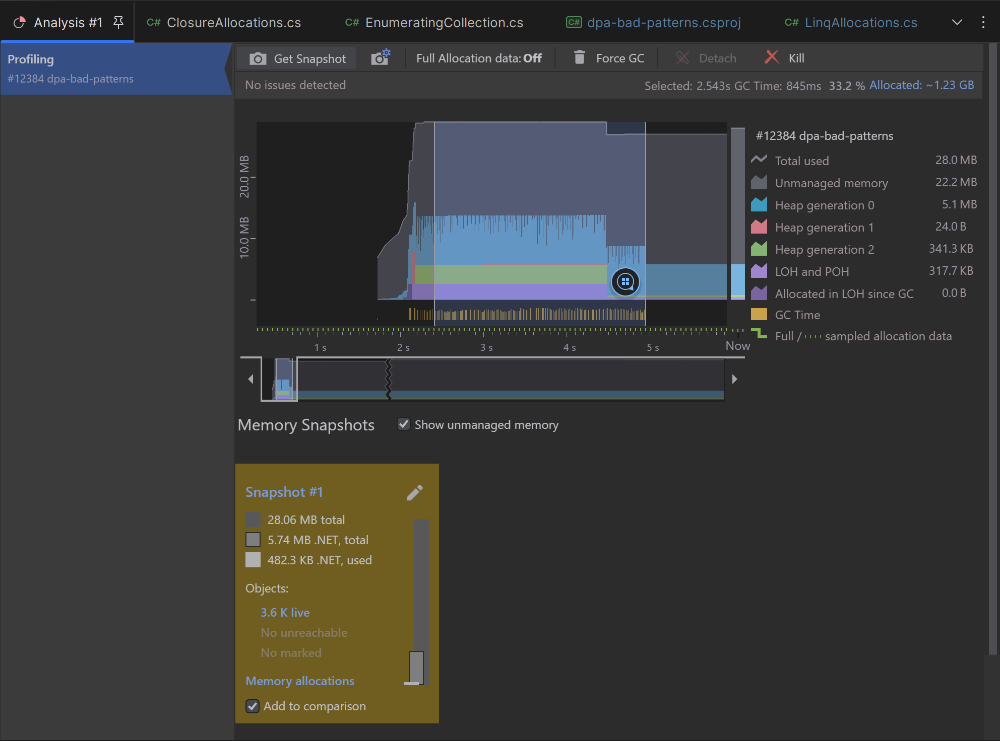 Analysis #1
C# ClosureAllocations.cs
C# EnumeratingCollection.cs
C# dpa-bad-patterns.csproj
C# LinqAllocations.cs
Profiling
#12384 dpa-bad-patterns
Get Snapshot
Full Allocation data: Off
Force GC
Detach
Kill
No issues detected
Selected: 2.543s GC Time: 845ms 33.2 % Allocated: ~1.23 GB
20.0 MB
10.0 MB
#12384 dpa-bad-patterns
Total used 28.0 MB
Unmanaged memory 22.2 MB
Heap generation 0 5.1 MB
Heap generation 1 24.0 B
Heap generation 2 341.3 KB
LOH and POH 317.7 KB
Allocated in LOH since GC 0.0 B
GC Time
Full / sampled allocation data
1 s 2 s 3 s 4 s 5 s Now
Memory Snapshots
Show unmanaged memory
Snapshot #1
28.06 MB total
5.74 MB .NET, total
482.3 KB .NET, used
Objects:
3.6 K live
No unreachable
No marked
Memory allocations
Add to comparison